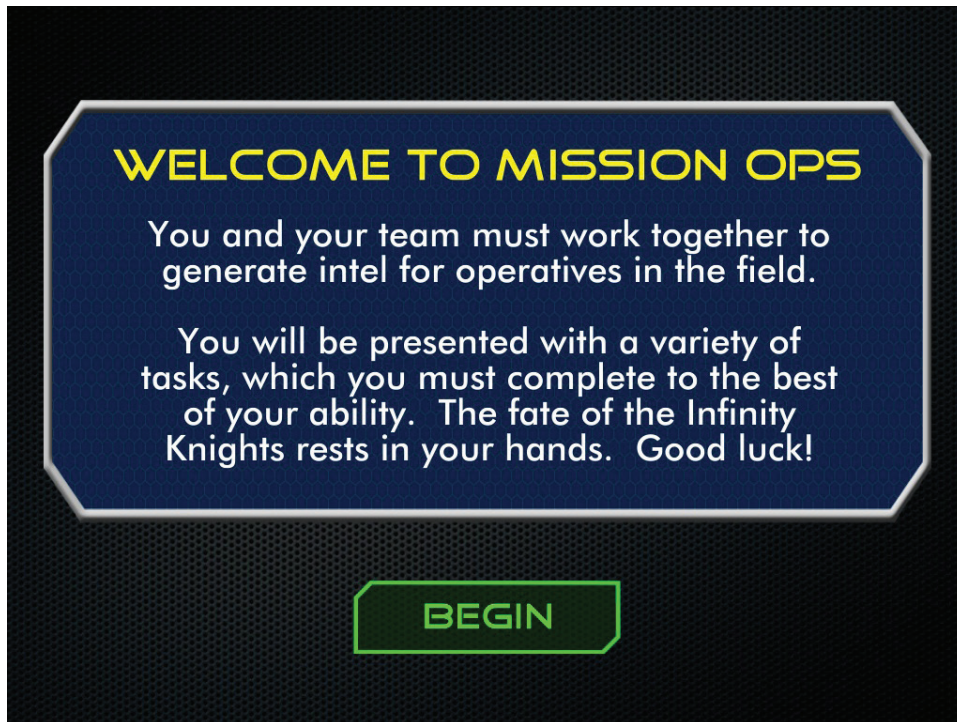 WELCOME TO MISSION OPS
You and your team must work together to
generate intel for operatives in the field.
You will be presented with a variety of
tasks, which you must complete to the best
of your ability.  The fate of the Infinity
Knights rests in your hands.  Good luck!
BEGIN